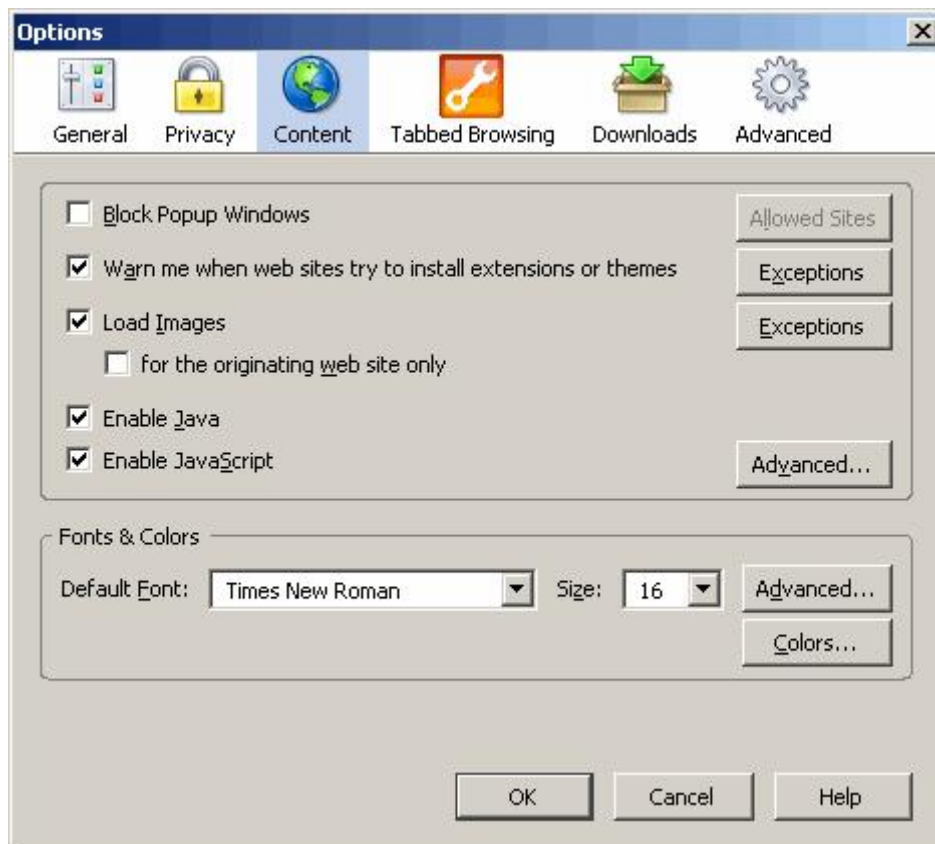 Options
General Privacy Content Tabbed Browsing Downloads Advanced
Block Popup Windows Allowed Sites
Warn me when web sites try to install extensions or themes Exceptions
Load Images Exceptions
for the originating web site only
Enable Java
Enable JavaScript Advanced...
Fonts & Colors
Default Font: Times New Roman Size: 16 Advanced...
Colors...
OK Cancel Help